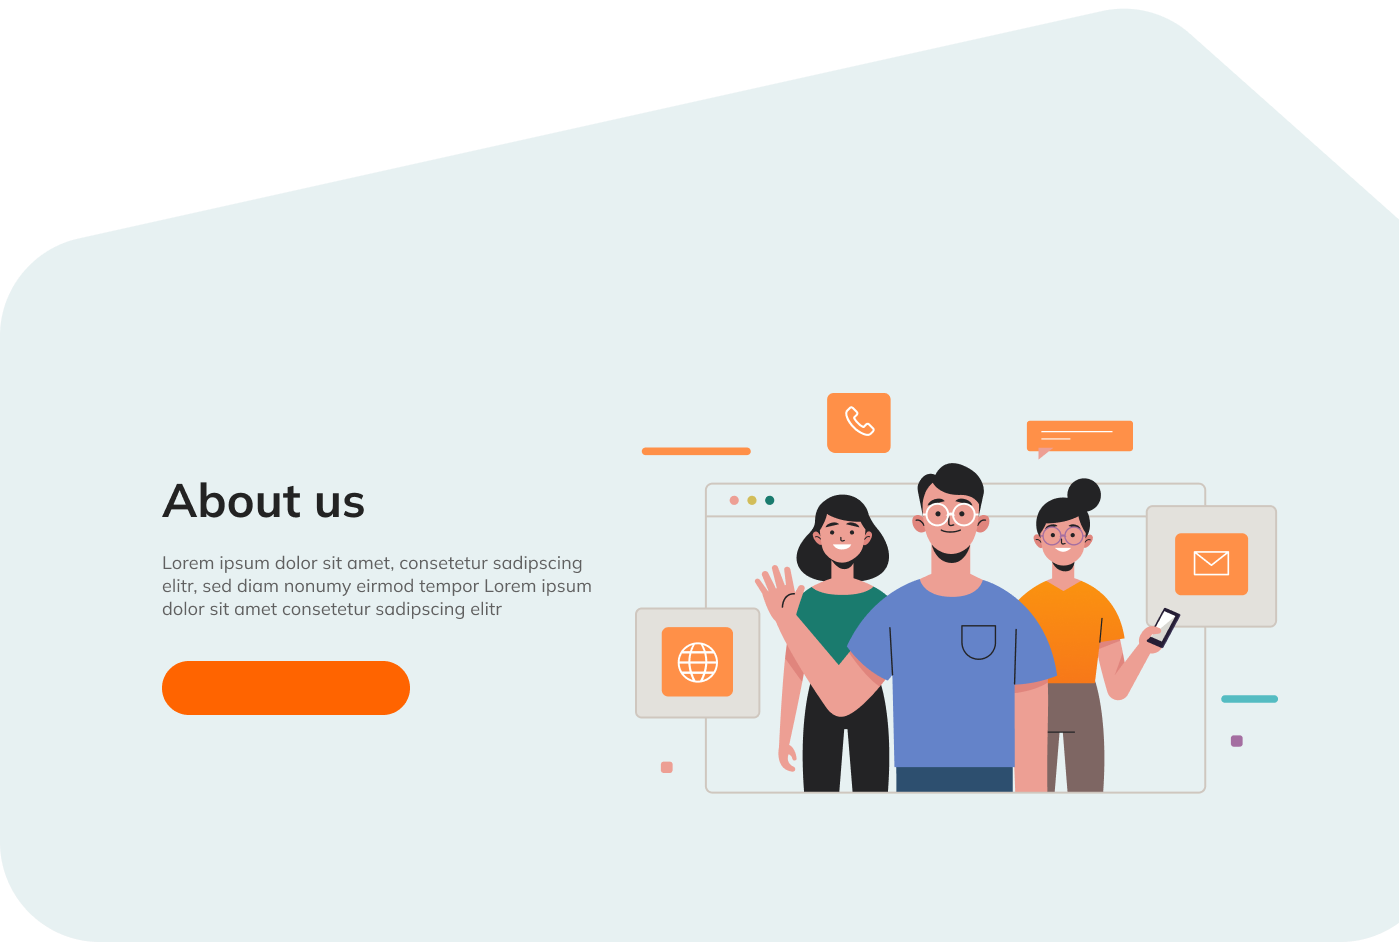 About us
Lorem ipsum dolor sit amet, consetetur sadipscing
elitr, sed diam nonumy eirmod tempor Lorem ipsum
dolor sit amet consetetur sadipscing elitr